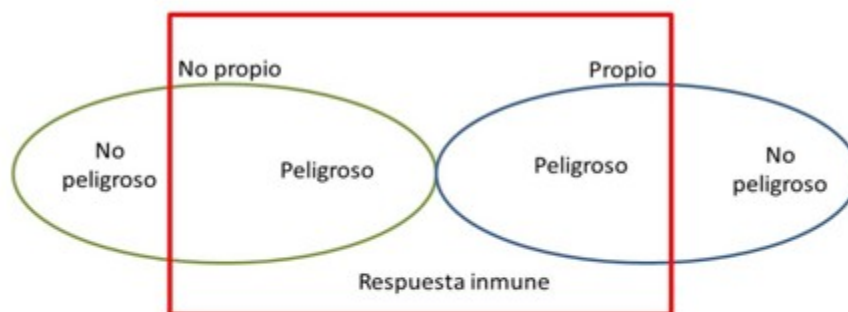 No propio
Propio
No
peligroso
Peligroso
Peligroso
No
peligroso
Respuesta inmune